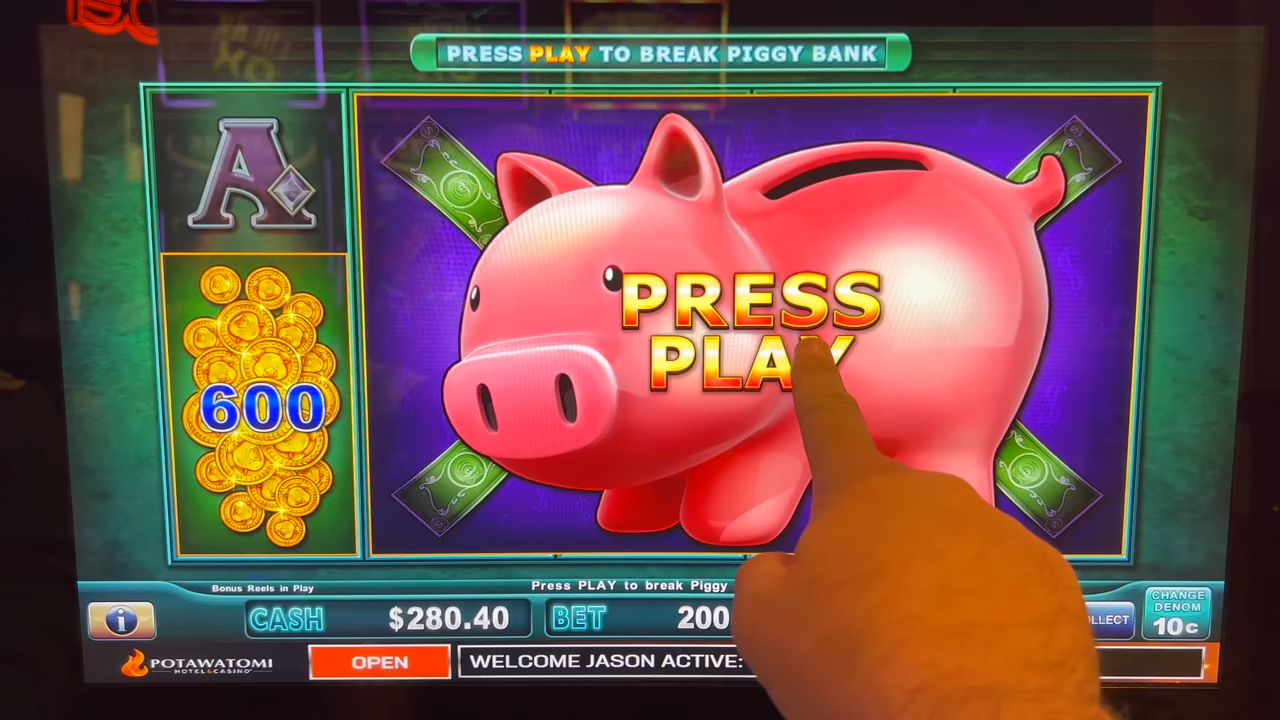 PRESS PLAY TO BREAK PIGGY BANK
A
PRESS
PLAY
600
Bonus Reels in Play
Press PLAY to break Piggy
CASH $280.40
BET 200
CHANGE
DENOM
10¢
POTAWATOMI
HOTEL & CASINO
OPEN
WELCOME JASON ACTIVE: